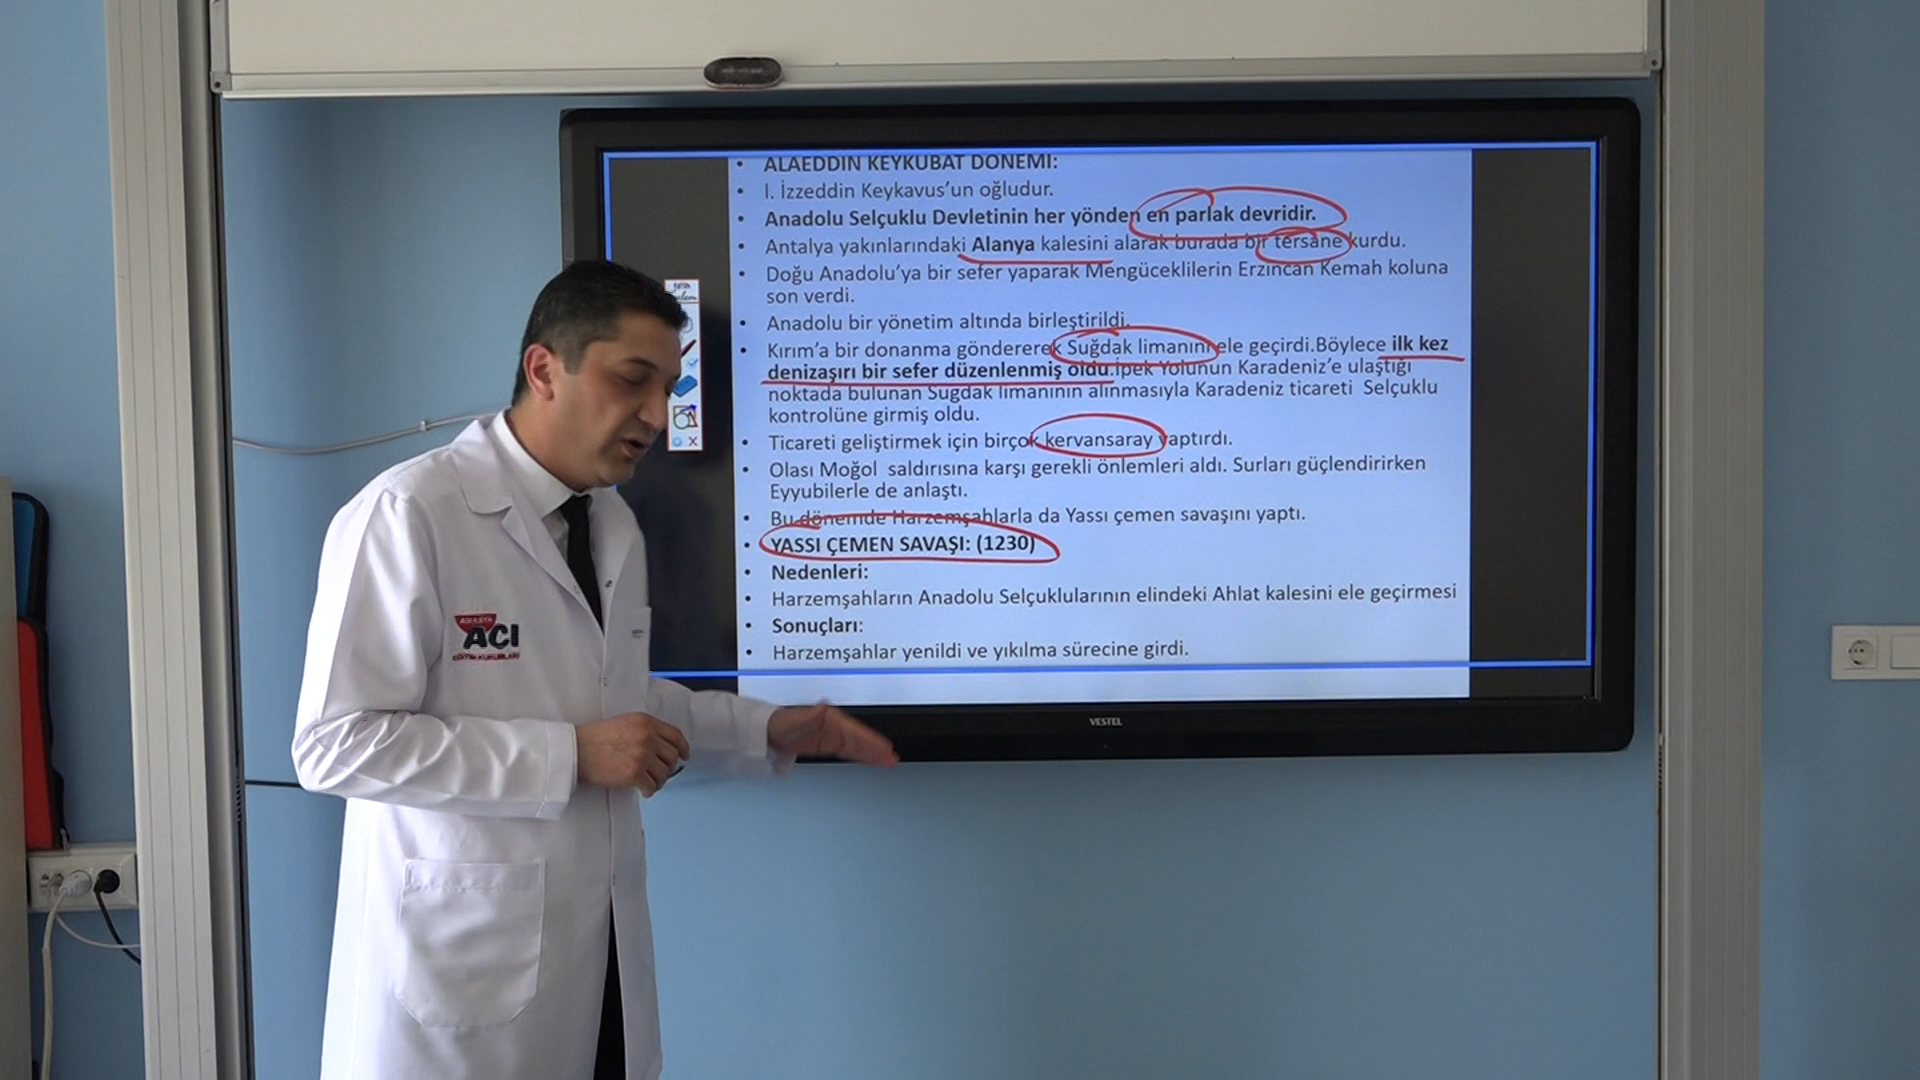 • ALAEDDİN KEYKUBAT DÖNEMİ:
• I. İzzeddin Keykavus'un oğludur.
• Anadolu Selçuklu Devletinin her yönden en parlak devridir.
• Antalya yakınlarındaki Alanya kalesini alarak burada bir tersane kurdu.
• Doğu Anadolu'ya bir sefer yaparak Mengüceklilerin Erzincan Kemah koluna
son verdi.
• Anadolu bir yönetim altında birleştirildi.
• Kırım'a bir donanma göndererek Suğdak limanını ele geçirdi.Böylece ilk kez
denizaşırı bir sefer düzenlenmiş oldu.İpek Yolunun Karadeniz'e ulaştığı
noktada bulunan Suğdak limanının alınmasıyla Karadeniz ticareti Selçuklu
kontrolüne girmiş oldu.
• Ticareti geliştirmek için birçok kervansaray yaptırdı.
• Olası Moğol saldırısına karşı gerekli önlemleri aldı. Surları güçlendirirken
Eyyubilerle de anlaştı.
• Bu dönemde Harzemşahlarla da Yassı çemen savaşını yaptı.
• YASSI ÇEMEN SAVAŞI: (1230)
• Nedenleri:
• Harzemşahların Anadolu Selçuklularının elindeki Ahlat kalesini ele geçirmesi
• Sonuçları:
• Harzemşahlar yenildi ve yıkılma sürecine girdi.
VESTEL
AÇI
EĞİTİM KURUMLARI